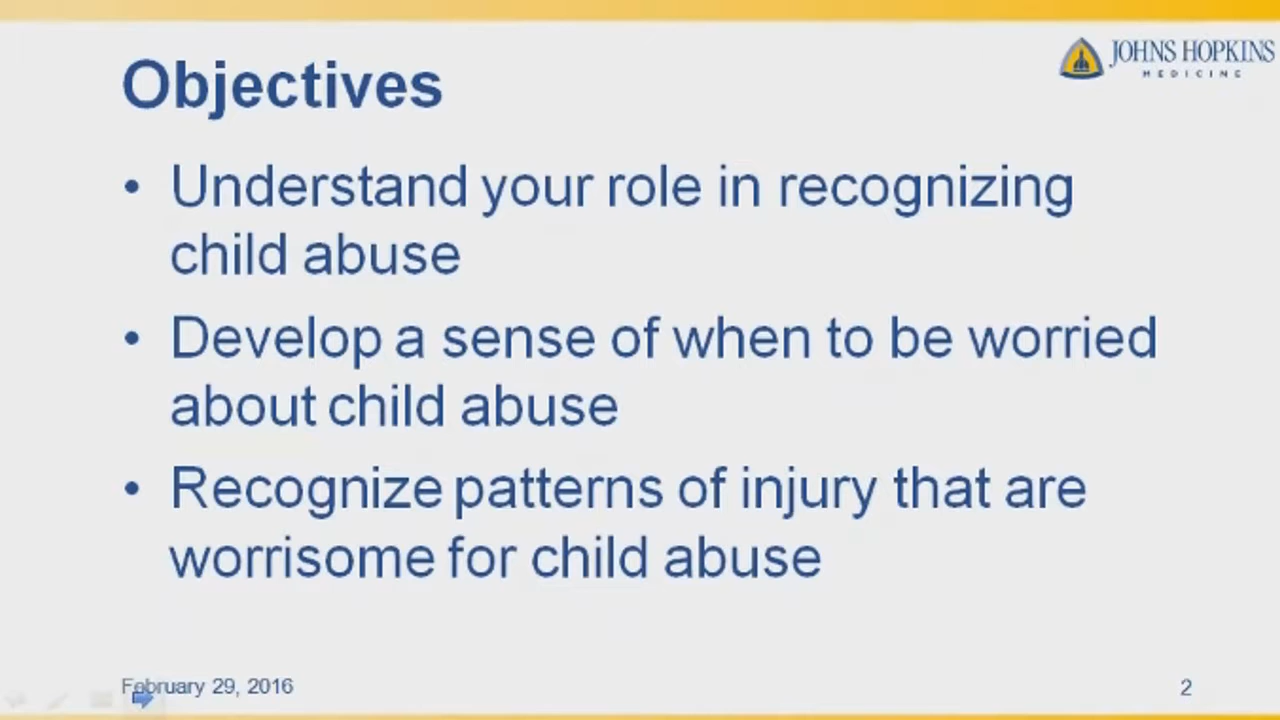 JOHNS HOPKINS
MEDICINE
Objectives
• Understand your role in recognizing
child abuse
• Develop a sense of when to be worried
about child abuse
• Recognize patterns of injury that are
worrisome for child abuse
February 29, 2016
2